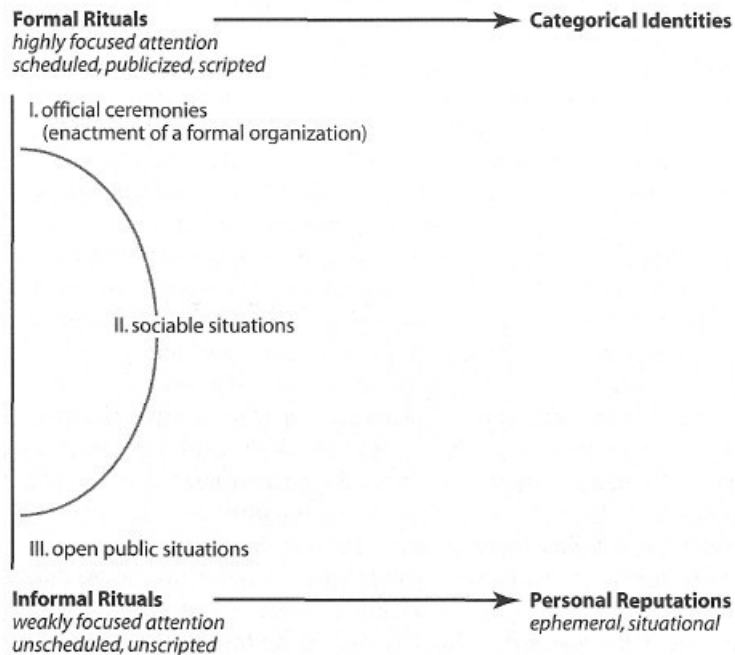 Formal Rituals
Categorical Identities
highly focused attention
scheduled, publicized, scripted
I. official ceremonies
(enactment of a formal organization)
II. sociable situations
III. open public situations
Informal Rituals
Personal Reputations
weakly focused attention
ephemeral, situational
unscheduled, unscripted